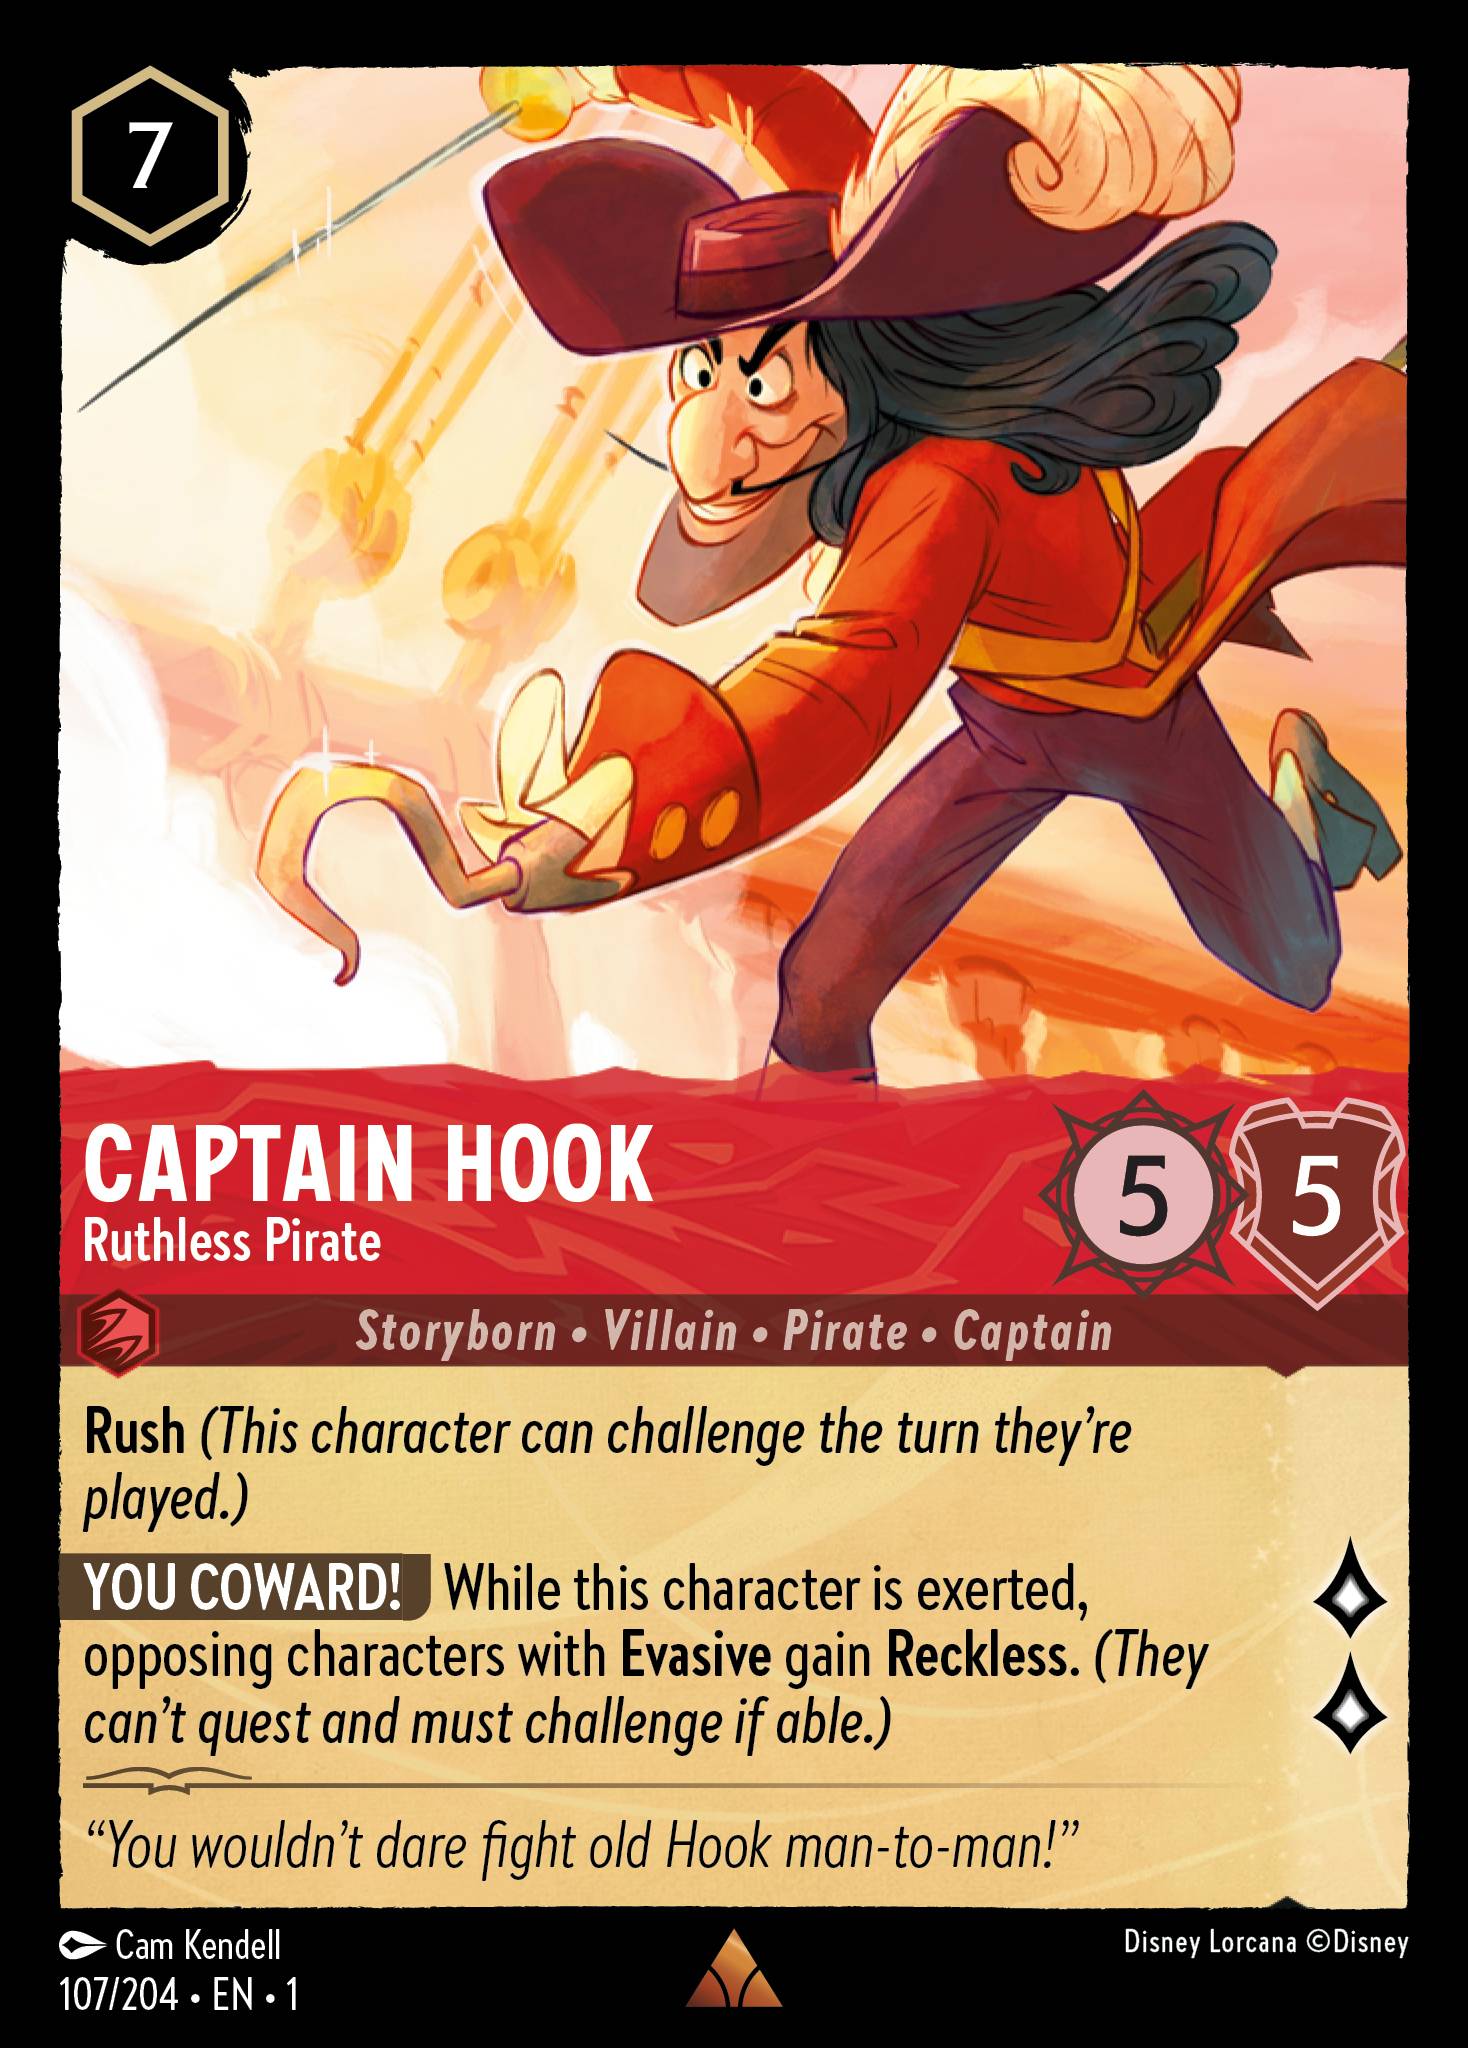 7
CAPTAIN HOOK
Ruthless Pirate
5 5
Storyborn • Villain • Pirate • Captain
Rush (This character can challenge the turn they’re
played.)
YOU COWARD! While this character is exerted,
opposing characters with Evasive gain Reckless. (They
can’t quest and must challenge if able.)
“You wouldn’t dare fight old Hook man-to-man!”
Cam Kendell
Disney Lorcana ©Disney
107/204 • EN • 1